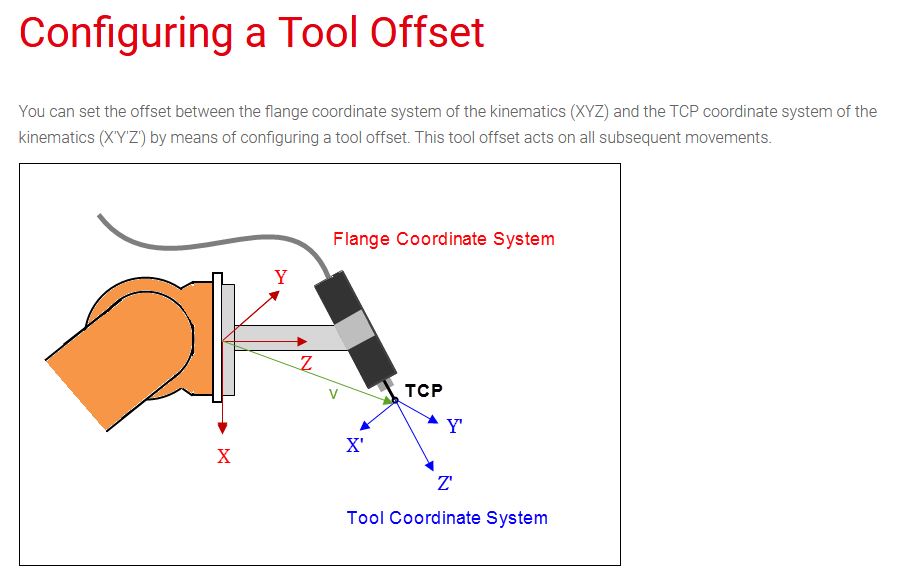 Configuring a Tool Offset
You can set the offset between the flange coordinate system of the kinematics (XYZ) and the TCP coordinate system of the
kinematics (X'Y'Z') by means of configuring a tool offset. This tool offset acts on all subsequent movements.
Flange Coordinate System
Y
Z
V
TCP
X'
Y'
X
Z'
Tool Coordinate System